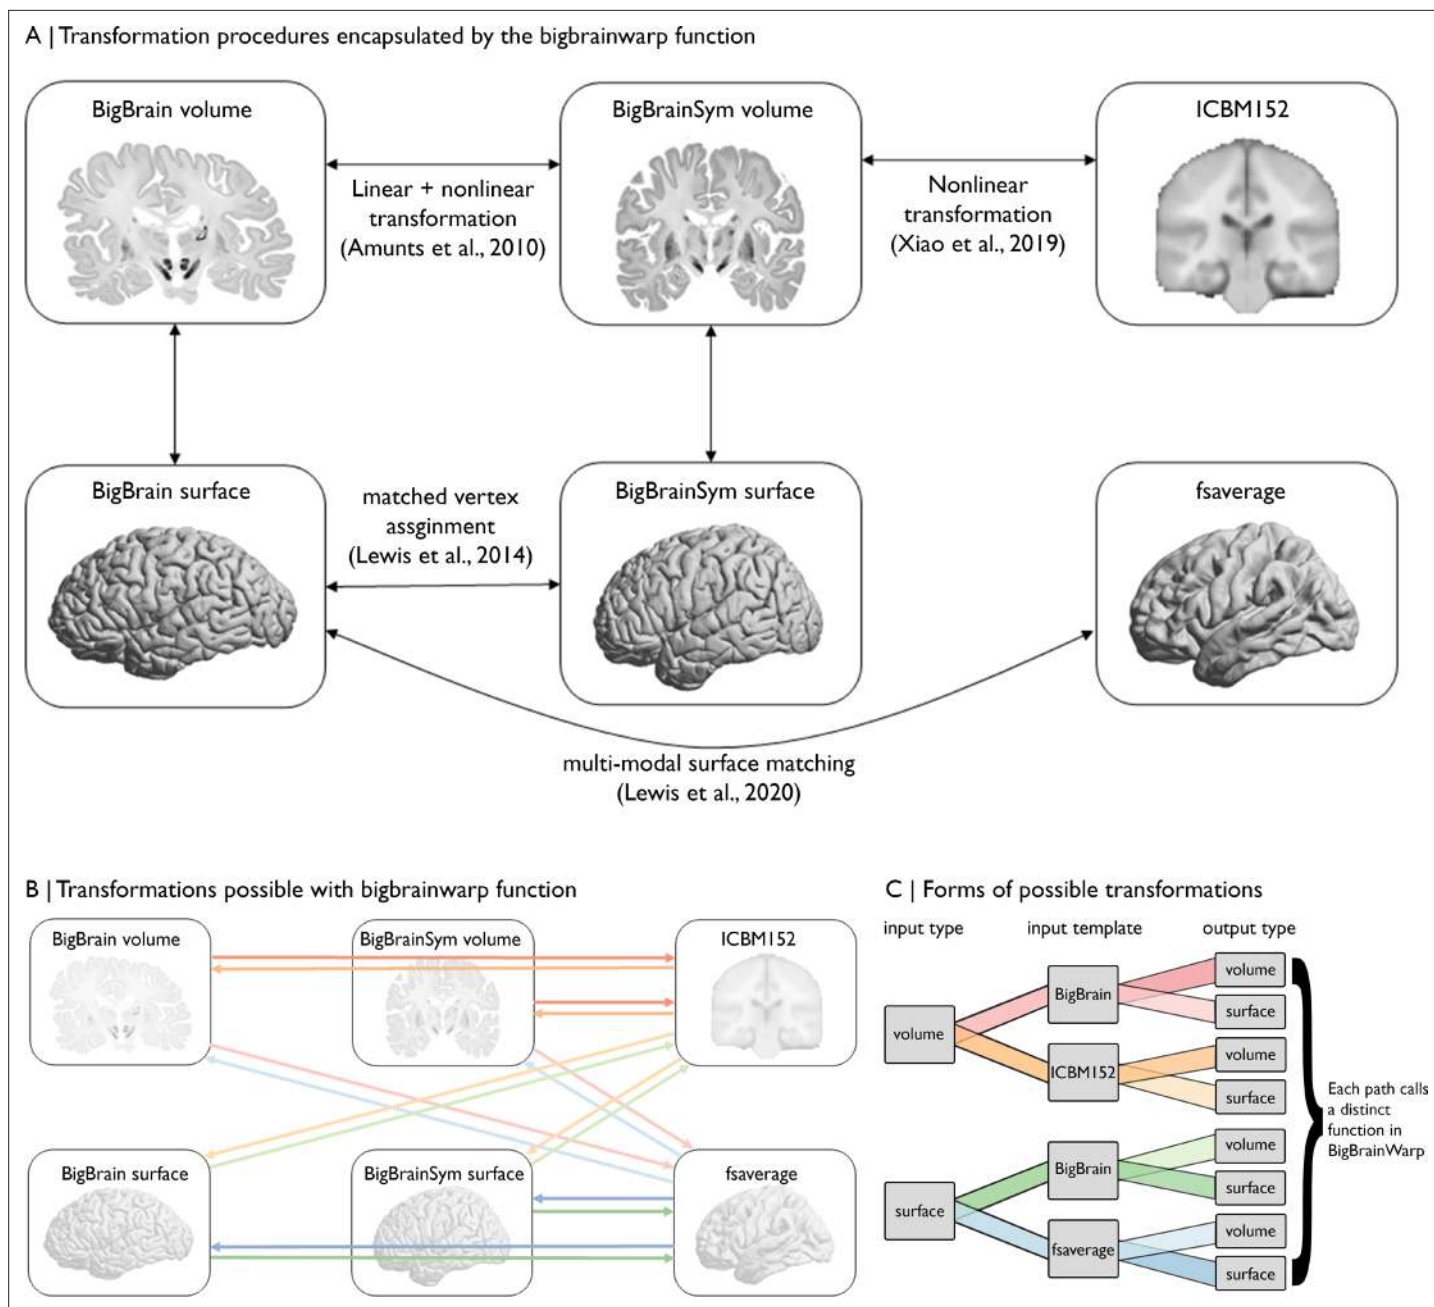 A | Transformation procedures encapsulated by the bigbrainwarp function
BigBrain volume
BigBrainSym volume
ICBM152
Linear + nonlinear
transformation
(Amunts et al., 2010)
Nonlinear
transformation
(Xiao et al., 2019)
BigBrain surface
BigBrainSym surface
fsaverage
matched vertex
assginment
(Lewis et al., 2014)
multi-modal surface matching
(Lewis et al., 2020)
B | Transformations possible with bigbrainwarp function
BigBrain volume
BigBrainSym volume
ICBM152
BigBrain surface
BigBrainSym surface
fsaverage
C | Forms of possible transformations
input type
input template
output type
volume
BigBrain
volume
surface
ICBM152
volume
surface
surface
BigBrain
volume
surface
fsaverage
volume
surface
Each path calls
a distinct
function in
BigBrainWarp